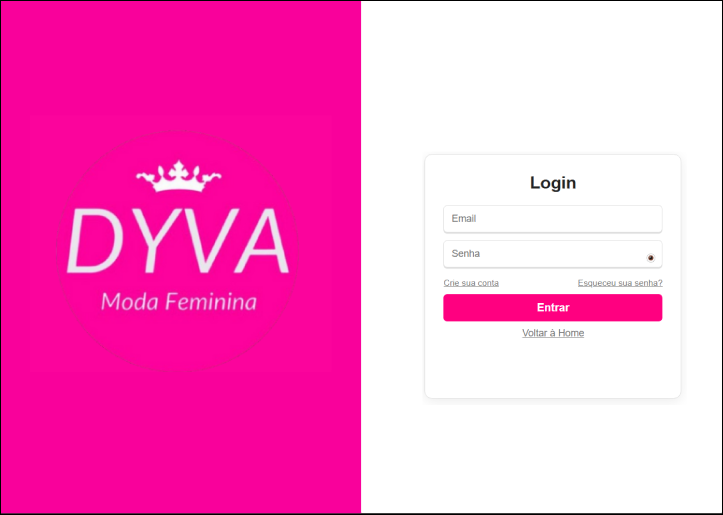 DYVA
Moda Feminina
Login
Email
Senha
Crie sua conta
Esqueceu sua senha?
Entrar
Voltar à Home